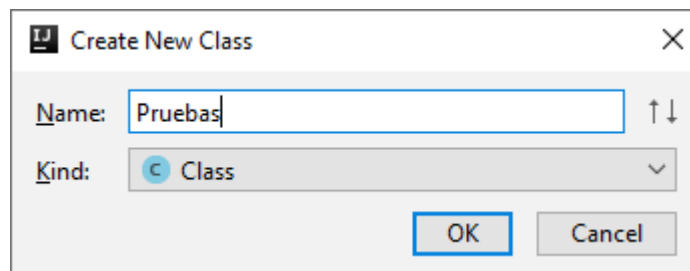 IJ Create New Class
Name: Pruebas
Kind: C Class
OK Cancel